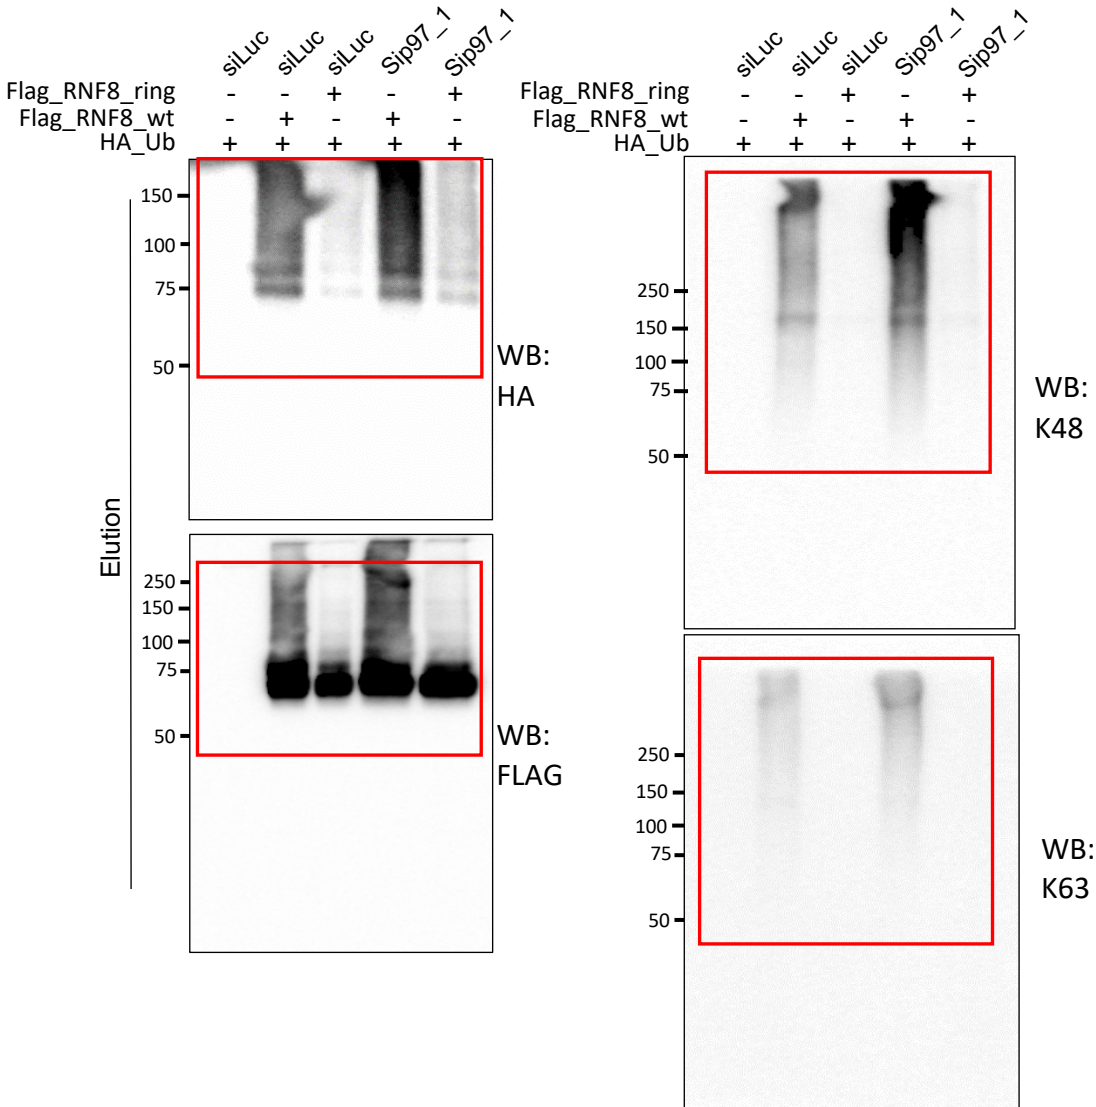 siLuc siLuc siLuc Sip97_1 Sip97_1
Flag_RNF8_ring - - + - +
Flag_RNF8_wt - + - + -
HA_Ub + + + + +
150
100
75
50
WB:
HA
Elution
250
150
100
75
50
WB:
FLAG
siLuc siLuc siLuc Sip97_1 Sip97_1
Flag_RNF8_ring - - + - +
Flag_RNF8_wt - + - + -
HA_Ub + + + + +
250
150
100
75
50
WB:
K48
250
150
100
75
50
WB:
K63